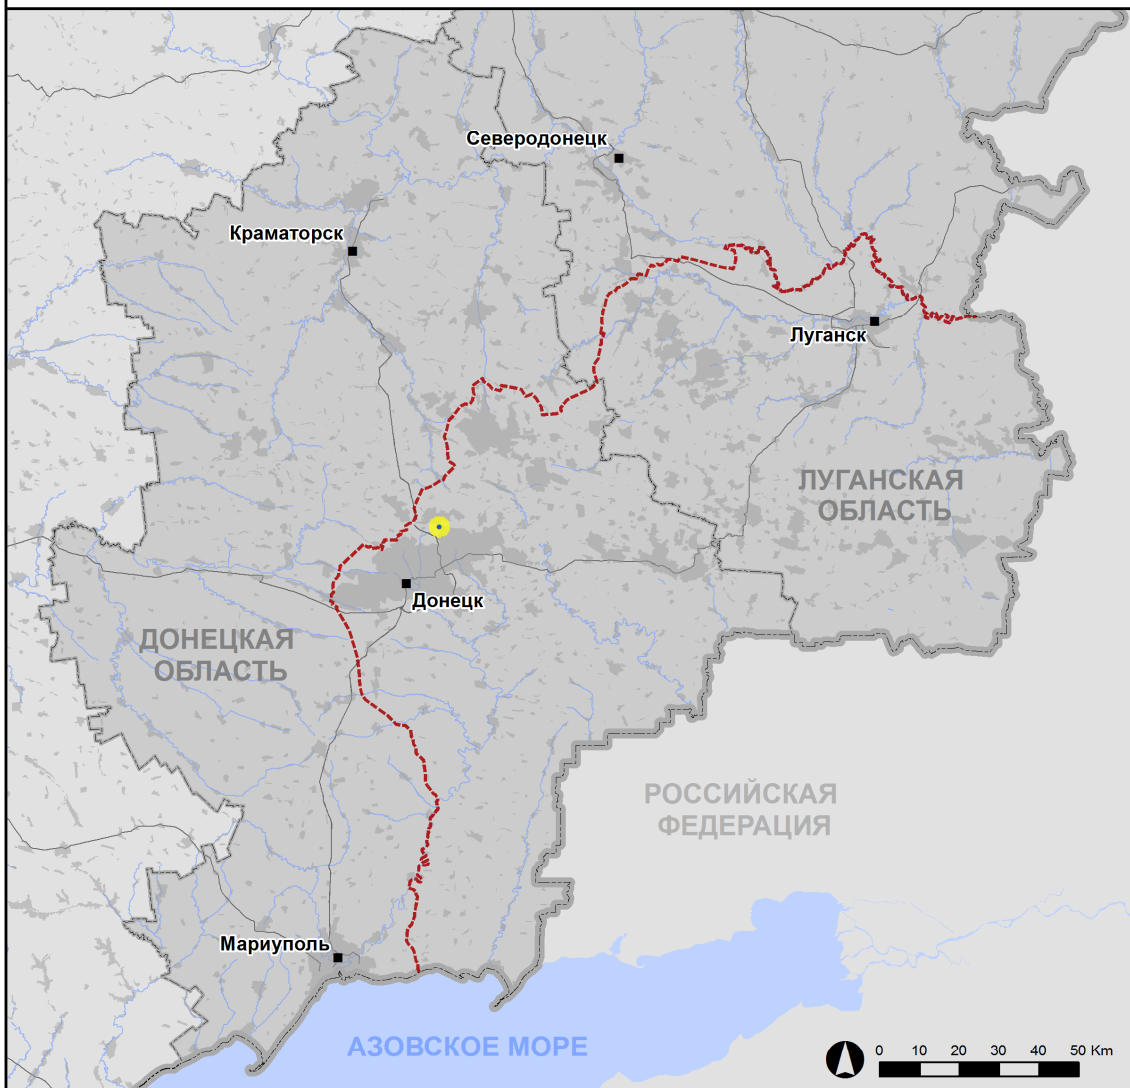 Северодонецк
Краматорск
Луганск
ЛУГАНСКАЯ
ОБЛАСТЬ
Донецк
ДОНЕЦКАЯ
ОБЛАСТЬ
РОССИЙСКАЯ
ФЕДЕРАЦИЯ
Мариуполь
АЗОВСКОЕ МОРЕ
0 10 20 30 40 50 Km